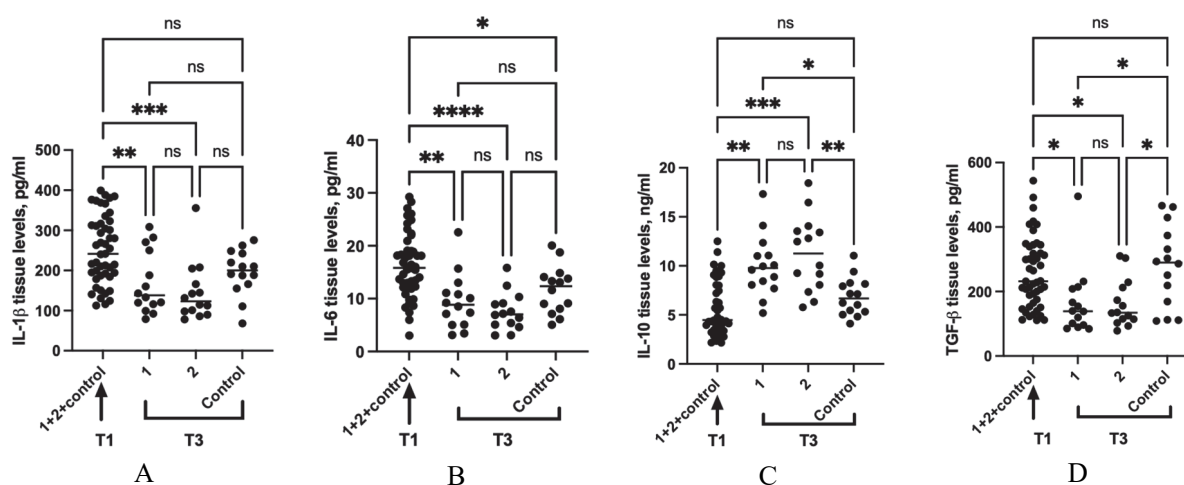 ns
ns
***
**
ns
ns
IL-1β tissue levels, pg/ml
500
400
300
200
100
0
1+2+control
1
2
Control
T1
T3
A
*
ns
****
**
ns
ns
IL-6 tissue levels, pg/ml
40
30
20
10
0
1+2+control
1
2
Control
T1
T3
B
ns
*
***
**
ns
**
IL-10 tissue levels, ng/ml
20
15
10
5
0
1+2+control
1
2
Control
T1
T3
C
ns
*
*
*
ns
*
TGF-β tissue levels, pg/ml
600
400
200
0
1+2+control
1
2
Control
T1
T3
D